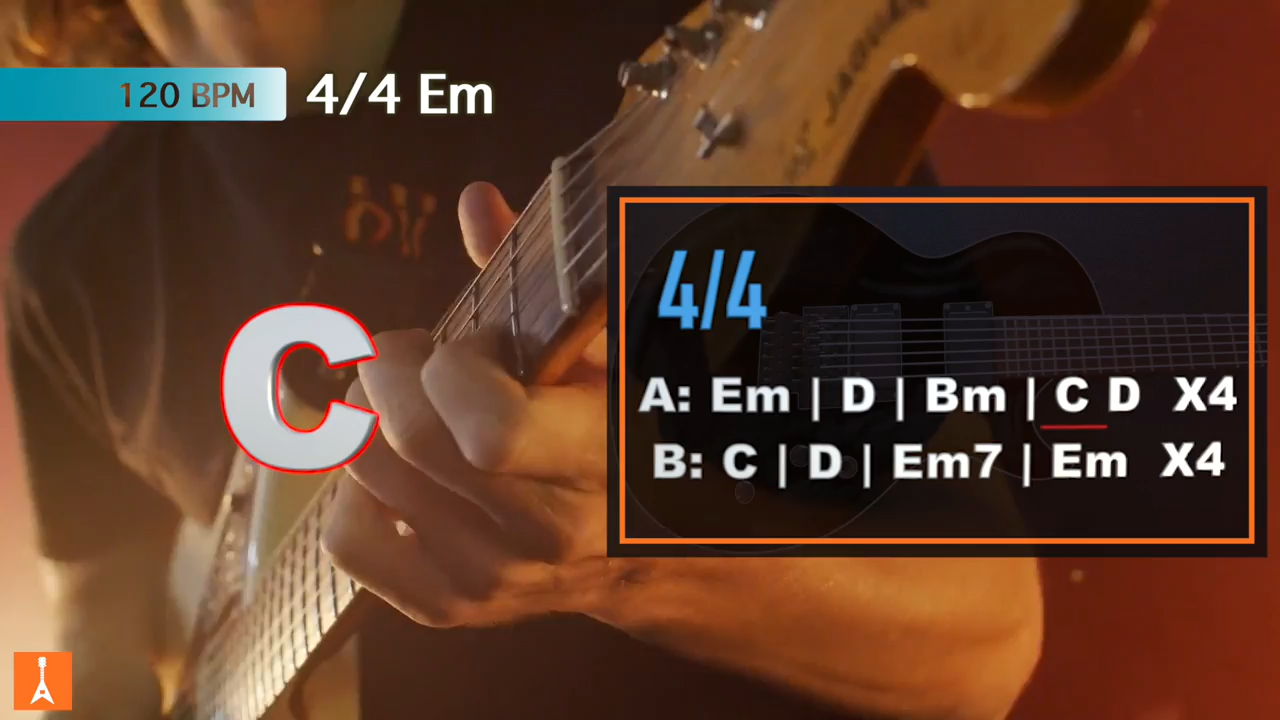 120 BPM
4/4 Em
C
4/4
A: Em | D | Bm | C D X4
B: C | D | Em7 | Em X4